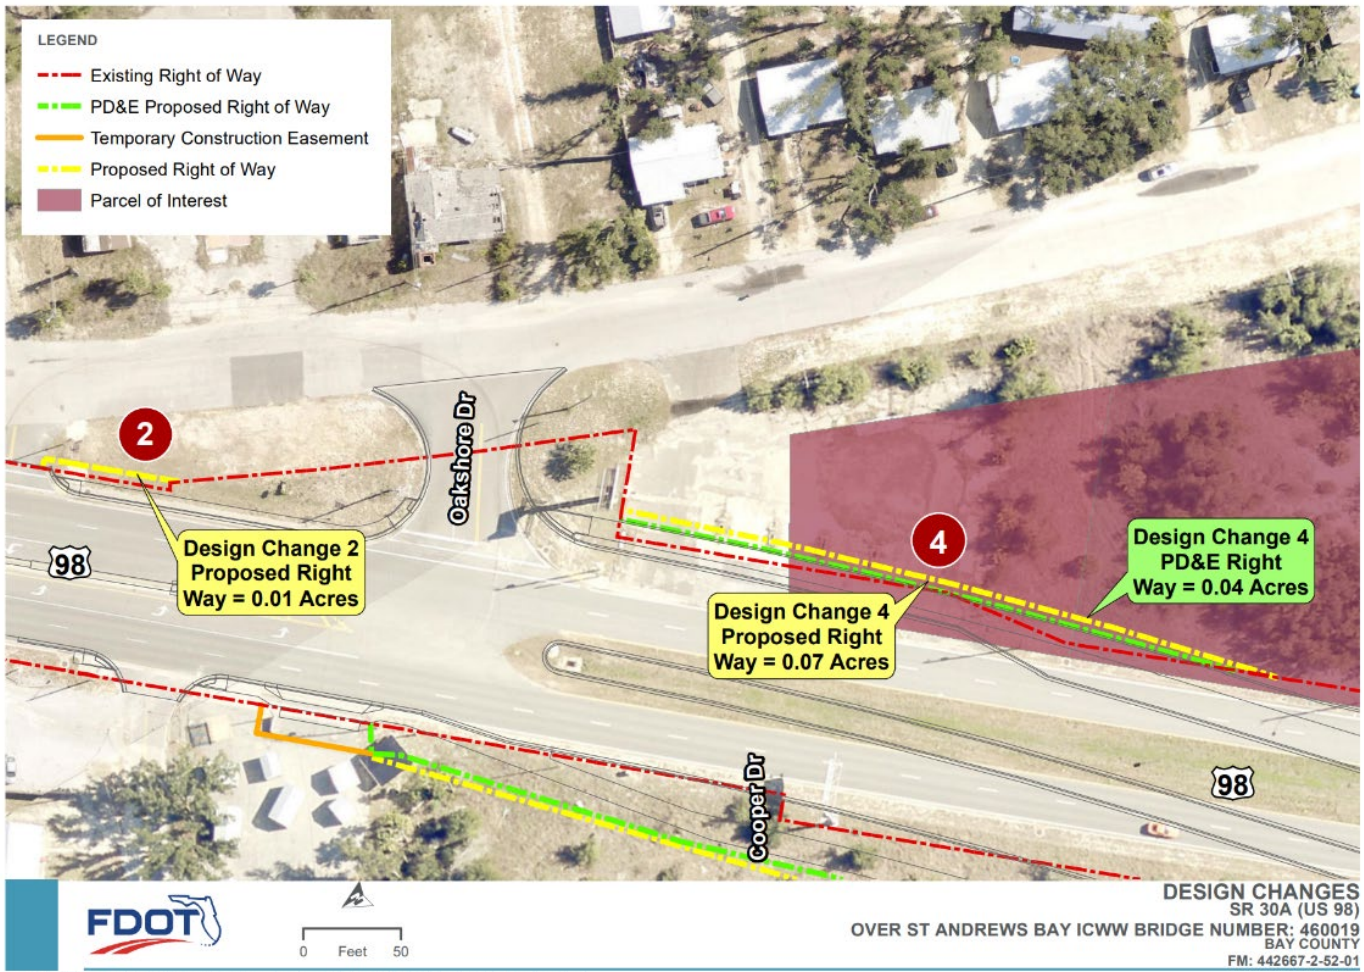 LEGEND
Existing Right of Way
PD&E Proposed Right of Way
Temporary Construction Easement
Proposed Right of Way
Parcel of Interest
2
Oakshore Dr
98
Design Change 2
Proposed Right
Way = 0.01 Acres
4
Design Change 4
PD&E Right
Way = 0.04 Acres
Design Change 4
Proposed Right
Way = 0.07 Acres
Cooper Dr
98
FDOT
0 Feet 50
DESIGN CHANGES
SR 30A (US 98)
OVER ST ANDREWS BAY ICWW BRIDGE NUMBER: 460019
BAY COUNTY
FM: 442667-2-52-01